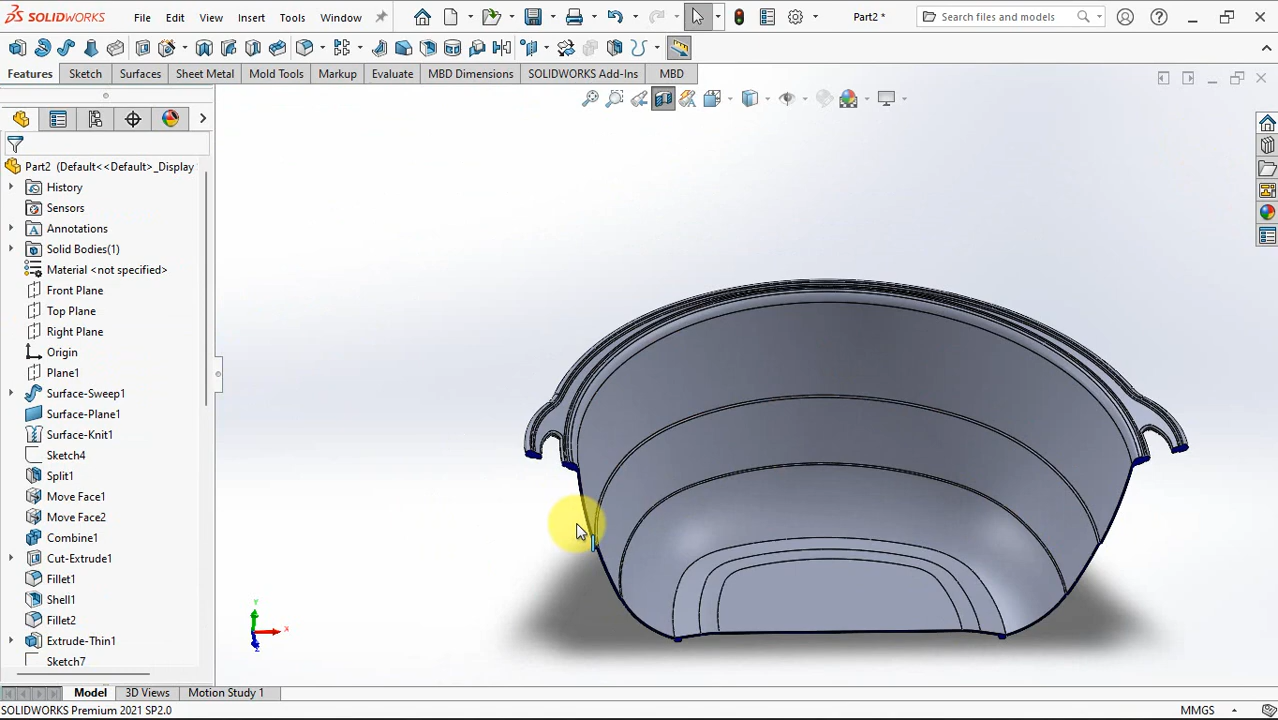 SOLIDWORKS File Edit View Insert Tools Window Part2 * Search files and models
Features Sketch Surfaces Sheet Metal Mold Tools Markup Evaluate MBD Dimensions SOLIDWORKS Add-Ins MBD
Part2 (Default<<Default>_Display
History
Sensors
Annotations
Solid Bodies(1)
Material <not specified>
Front Plane
Top Plane
Right Plane
Origin
Plane1
Surface-Sweep1
Surface-Plane1
Surface-Knit1
Sketch4
Split1
Move Face1
Move Face2
Combine1
Cut-Extrude1
Fillet1
Shell1
Fillet2
Extrude-Thin1
Sketch7
Y
X
Z
Model 3D Views Motion Study 1
SOLIDWORKS Premium 2021 SP2.0 MMGS